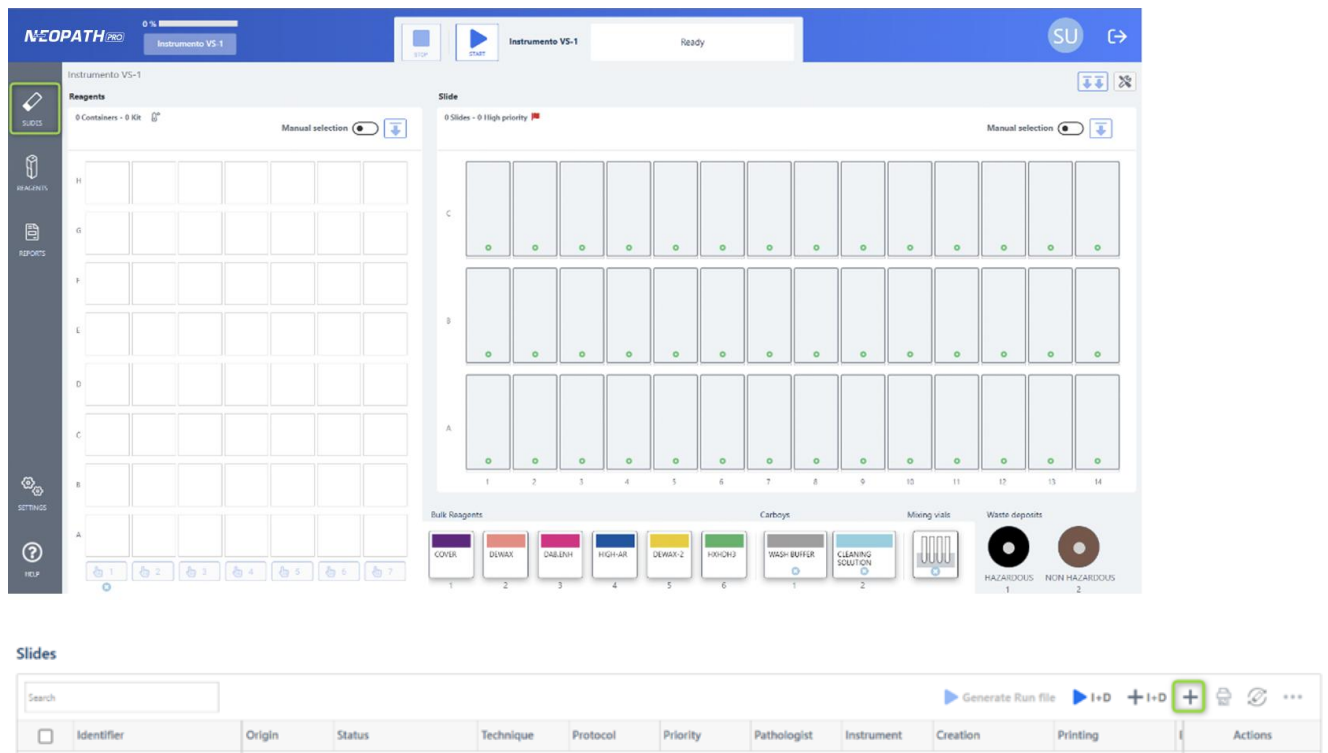 NEOPATH PRO
0 %
Instrumento VS-1
STOP
START
Instrumento VS-1
Ready
SU
Instrumento VS-1
SLIDES
REAGENTS
REPORTS
SETTINGS
HELP
Reagents
0 Containers - 0 Kit
Manual selection
H
G
F
E
D
C
B
A
1 2 3 4 5 6 7
Slide
0 Slides - 0 High priority
Manual selection
C
B
A
1 2 3 4 5 6 7 8 9 10 11 12 13 14
Bulk Reagents
COVER
DEWAX
DAB.ENH
HIGH-AR
DEWAX-2
HXHOH3
1 2 3 4 5 6
Carboys
WASH BUFFER
CLEANING
SOLUTION
1 2
Mixing vials
Waste deposits
HAZARDOUS
1
NON HAZARDOUS
2
Slides
Search
Generate Run file
I+D
I+D
Identifier Origin Status Technique Protocol Priority Pathologist Instrument Creation Printing Actions